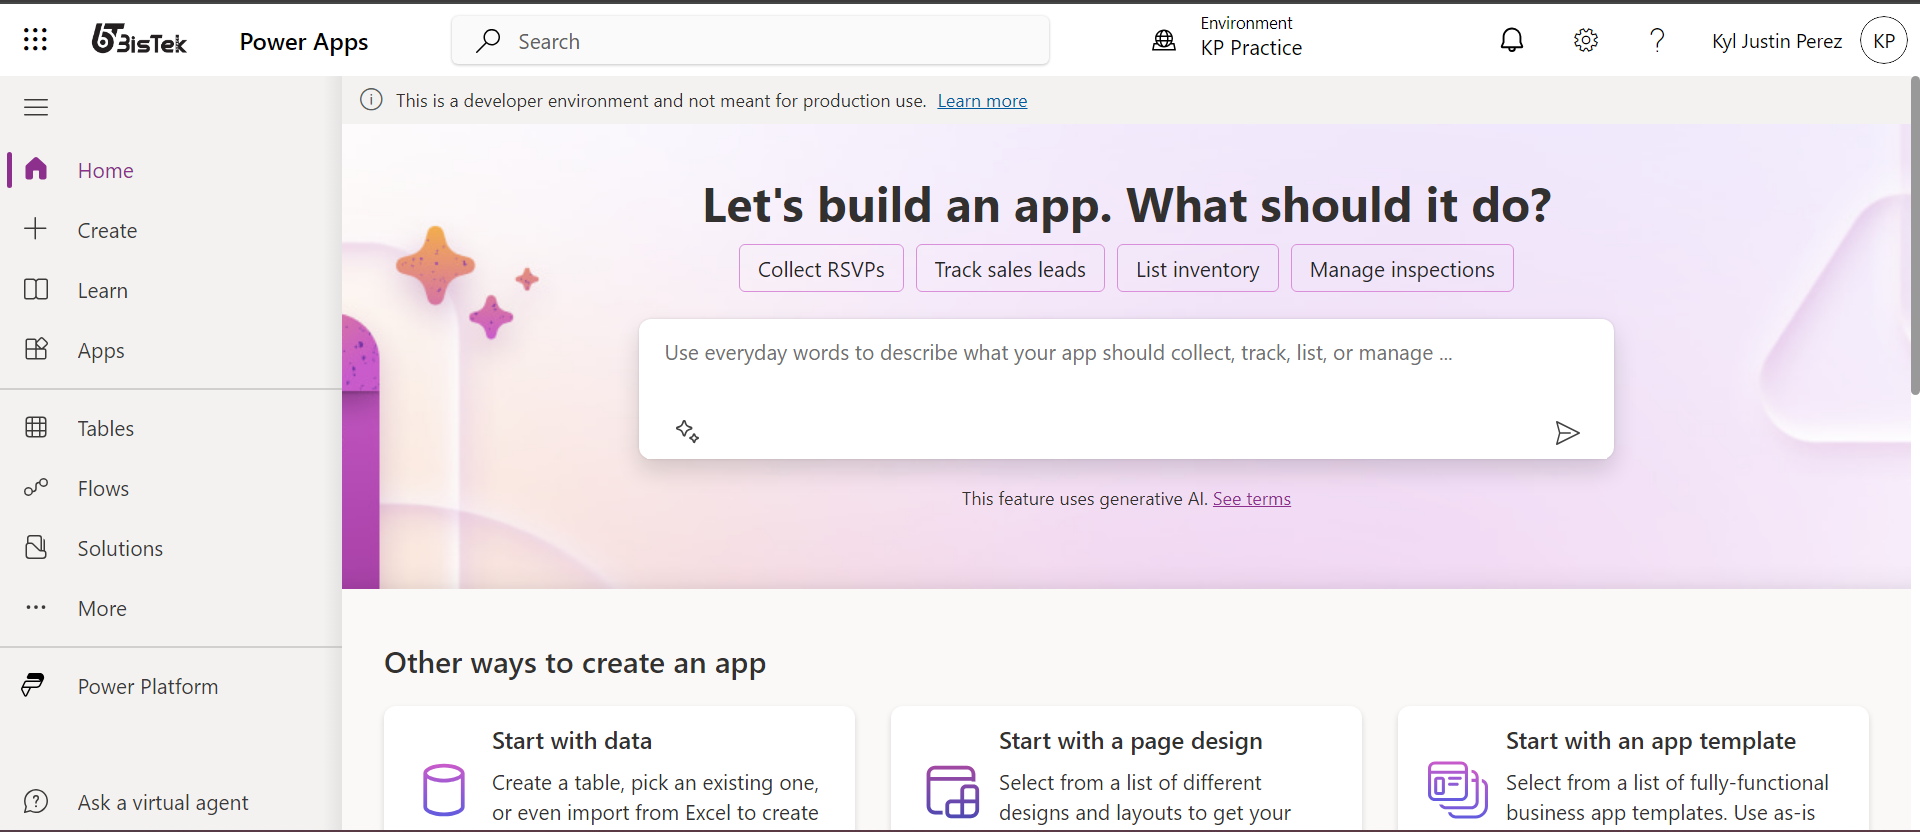 BisTek
Power Apps
Search
Environment
KP Practice
Kyl Justin Perez
KP
This is a developer environment and not meant for production use. Learn more
Home
Create
Learn
Apps
Tables
Flows
Solutions
More
Power Platform
Ask a virtual agent
Let's build an app. What should it do?
Collect RSVPs
Track sales leads
List inventory
Manage inspections
Use everyday words to describe what your app should collect, track, list, or manage ...
This feature uses generative AI. See terms
Other ways to create an app
Start with data
Create a table, pick an existing one,
or even import from Excel to create
Start with a page design
Select from a list of different
designs and layouts to get your
Start with an app template
Select from a list of fully-functional
business app templates. Use as-is